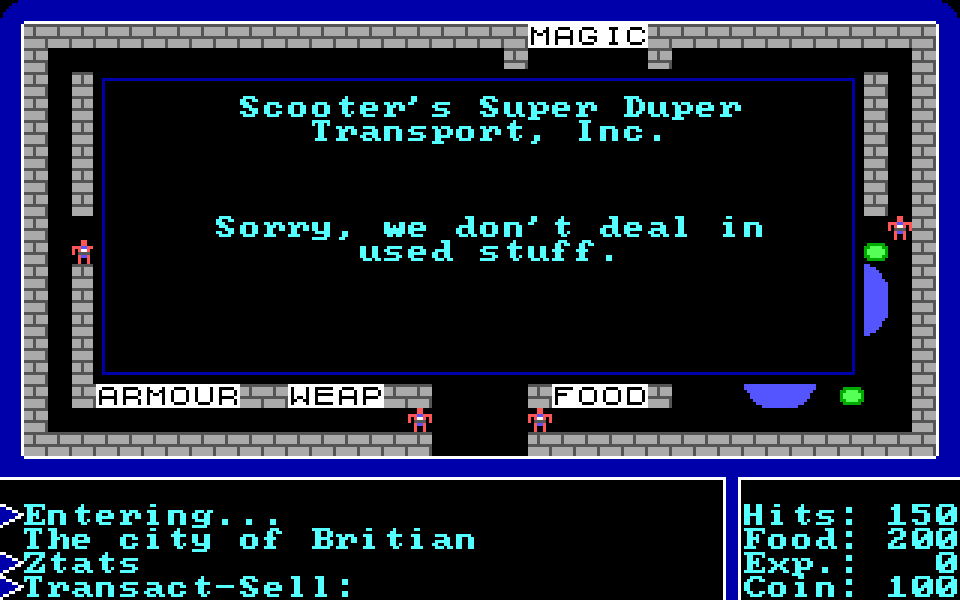 MAGIC
Scooter's Super Duper
Transport, Inc.
Sorry, we don't deal in
used stuff.
ARMOUR WEAP FOOD
Entering...
The city of Britian
Ztats
Transact-Sell:
Hits: 150
Food: 200
Exp.: 0
Coin: 100